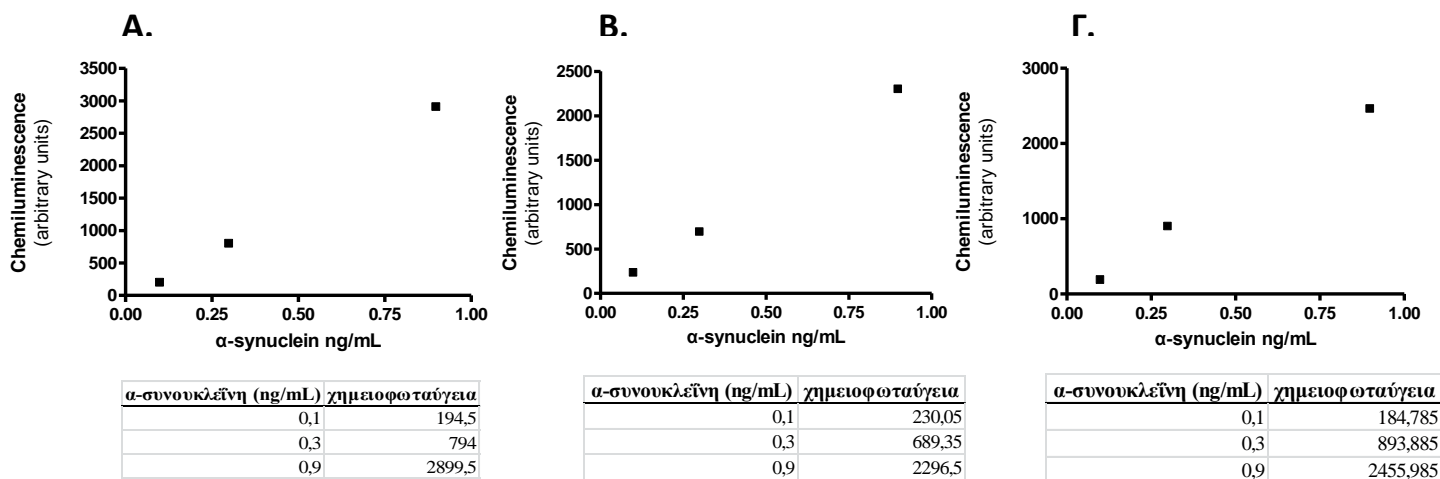 A.
Chemiluminescence
(arbitrary units)
3500
3000
2500
2000
1500
1000
500
0
0.00 0.25 0.50 0.75 1.00
α-synuclein ng/mL
α-συνουκλεΐνη (ng/mL) χημειοφωταύγεια
0,1 194,5
0,3 794
0,9 2899,5
B.
Chemiluminescence
(arbitrary units)
2500
2000
1500
1000
500
0
0.00 0.25 0.50 0.75 1.00
α-synuclein ng/mL
α-συνουκλεΐνη (ng/mL) χημειοφωταύγεια
0,1 230,05
0,3 689,35
0,9 2296,5
Γ.
Chemiluminescence
(arbitrary units)
3000
2000
1000
0
0.00 0.25 0.50 0.75 1.00
α-synuclein ng/mL
α-συνουκλεΐνη (ng/mL) χημειοφωταύγεια
0,1 184,785
0,3 893,885
0,9 2455,985